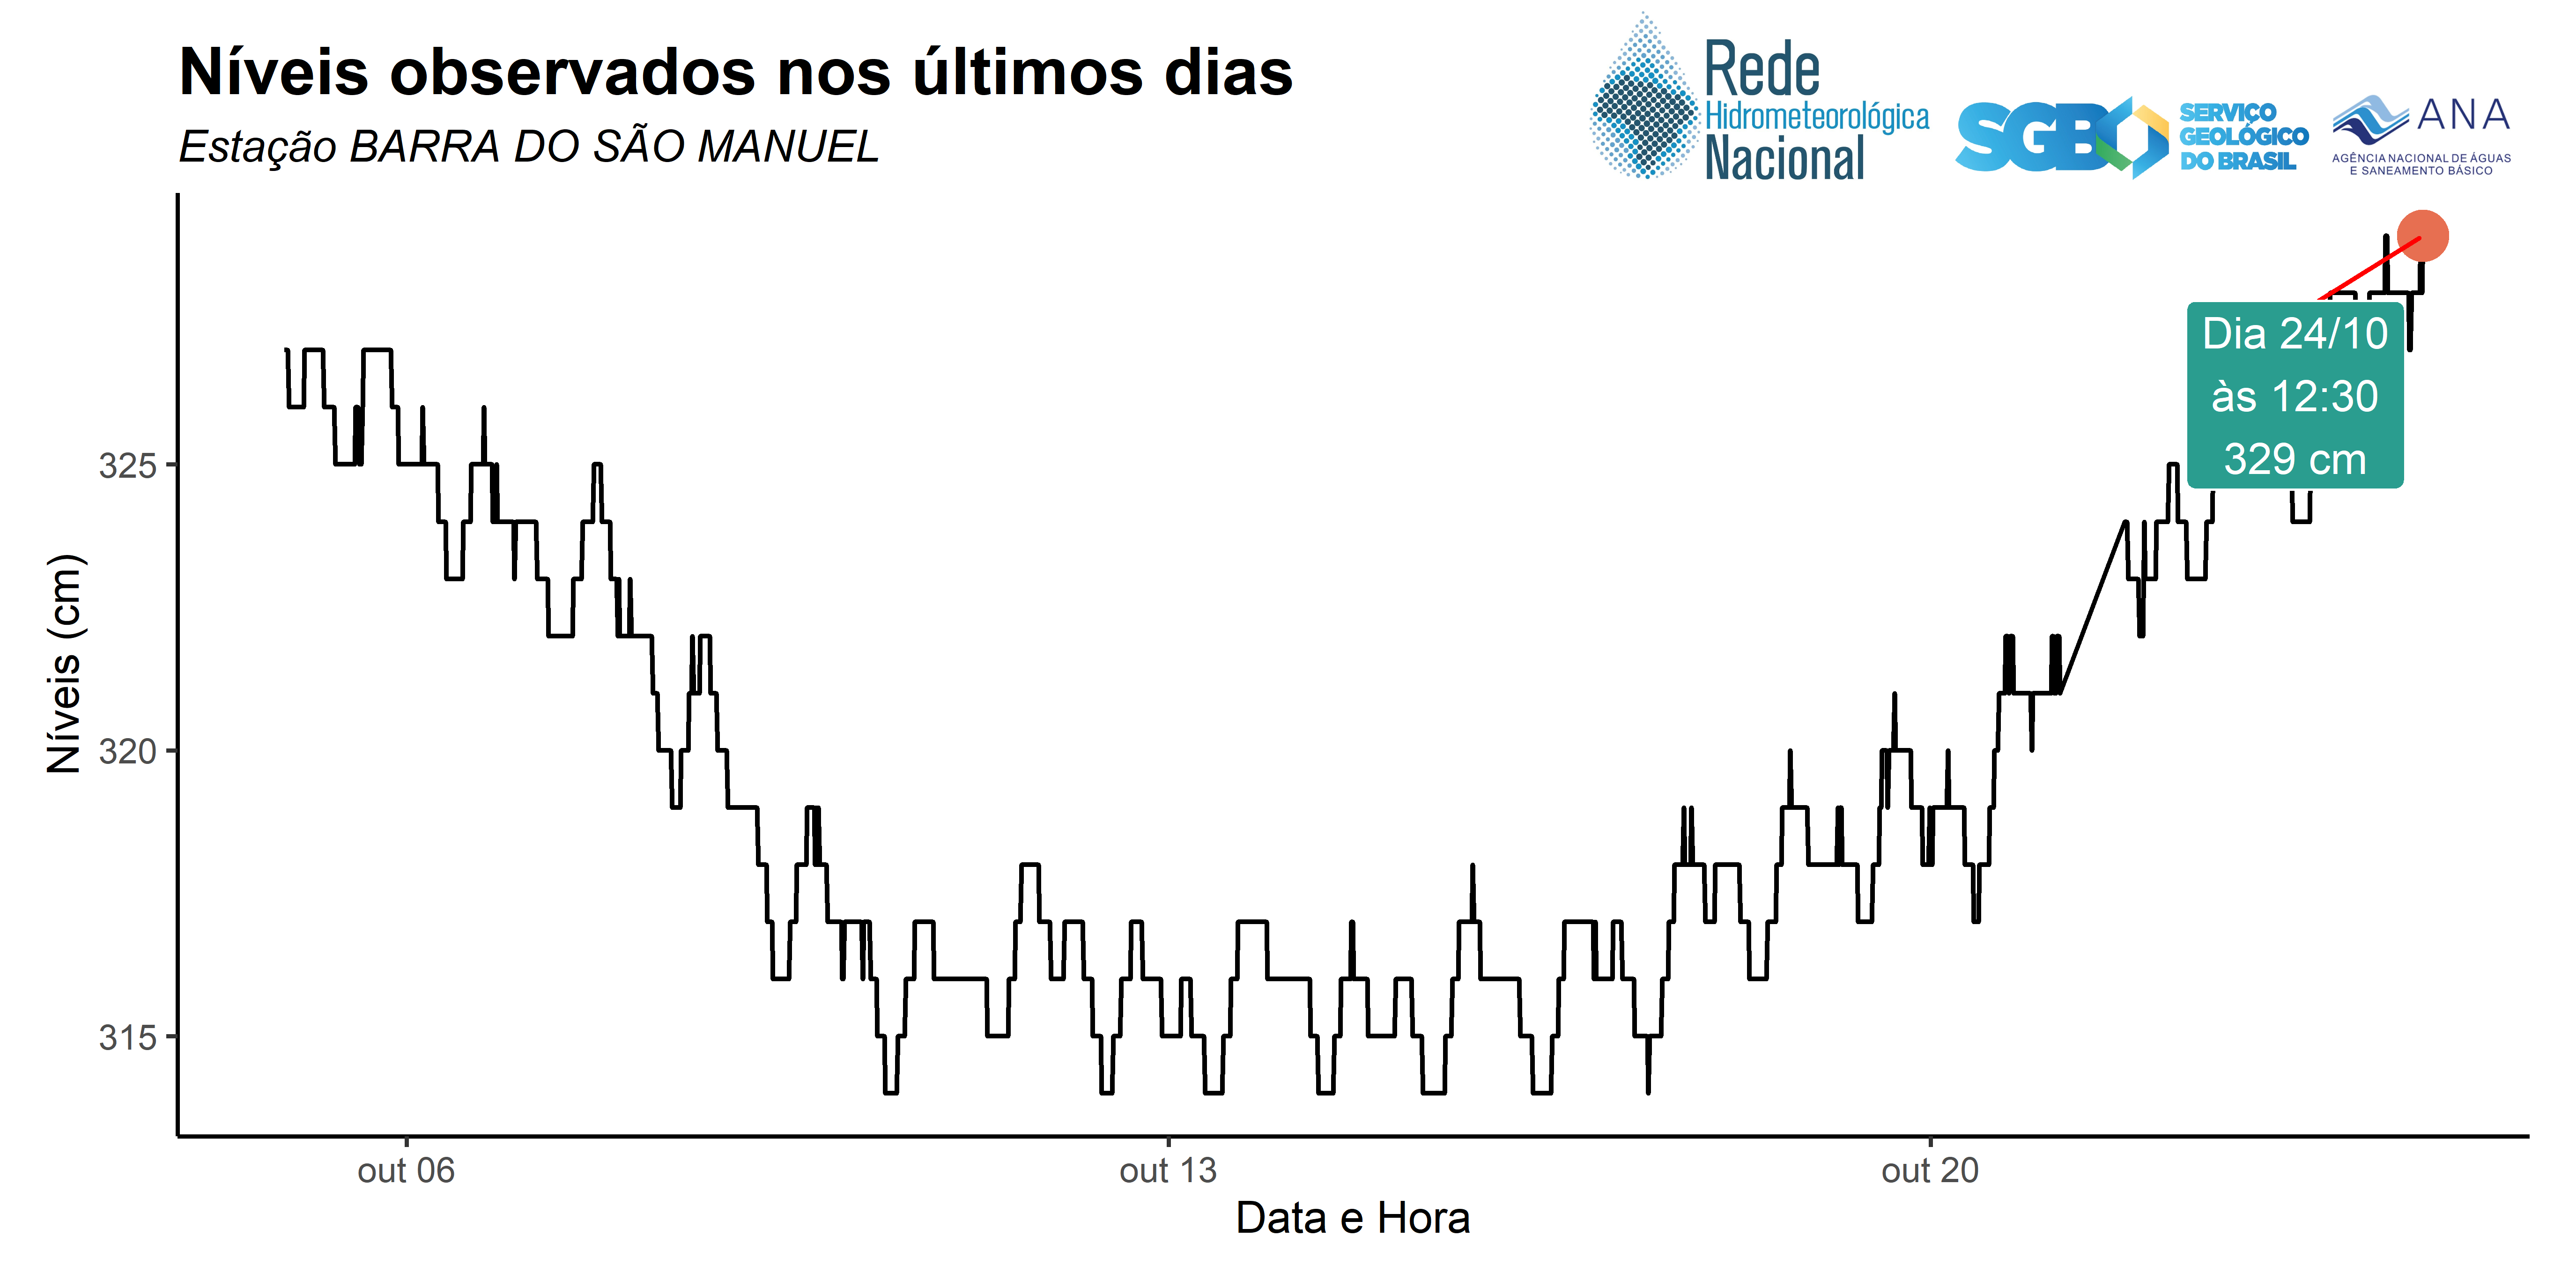 Níveis observados nos últimos dias
Estação BARRA DO SÃO MANUEL
Rede
Hidrometeorológica
Nacional
SGB
SERVIÇO
GEOLÓGICO
DO BRASIL
ANA
AGÊNCIA NACIONAL DE ÁGUAS
E SANEAMENTO BÁSICO
Dia 24/10
às 12:30
329 cm
Níveis (cm)
325
320
315
out 06
out 13
out 20
Data e Hora